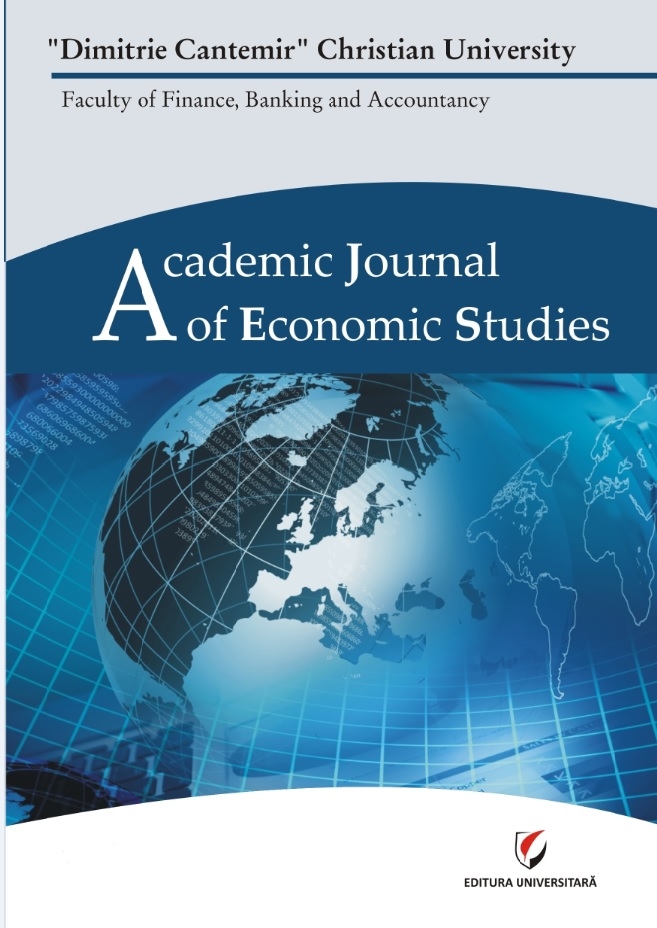 "Dimitrie Cantemir" Christian University
Faculty of Finance, Banking and Accountancy
Academic Journal
of Economic Studies
EDITURA UNIVERSITARĂ